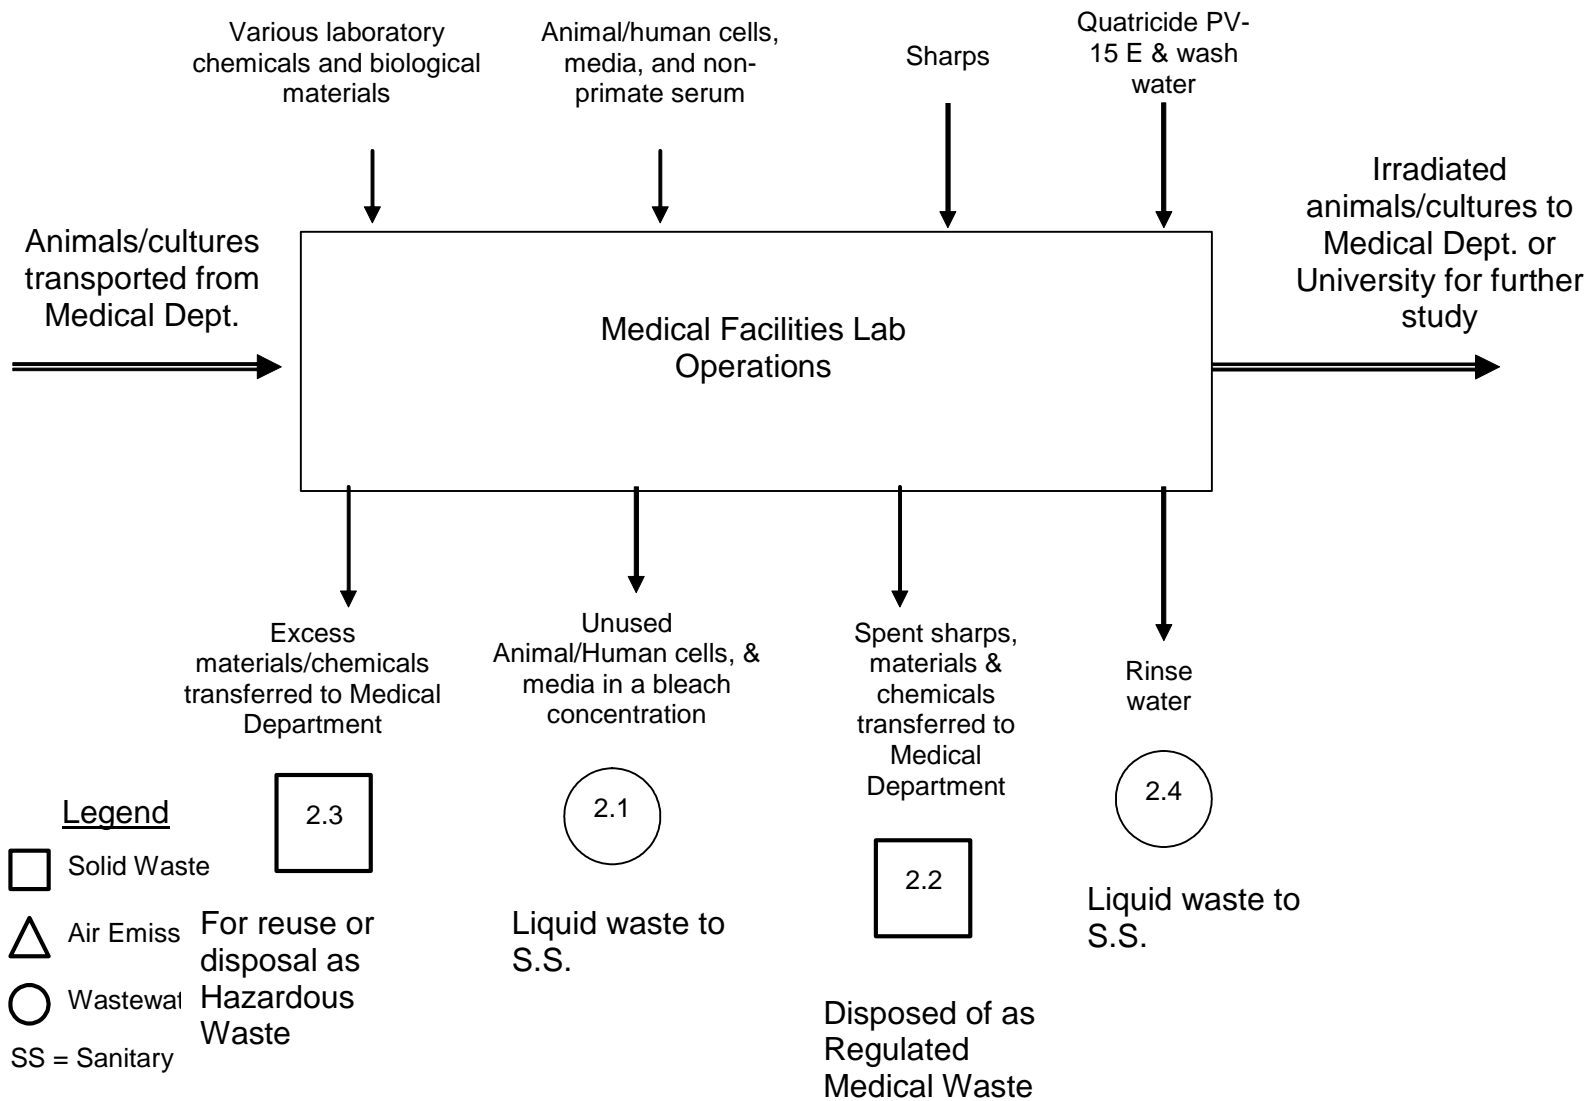 Various laboratory
chemicals and biological
materials
Animal/human cells,
media, and non-
primate serum
Sharps
Quatricide PV-
15 E & wash
water
Animals/cultures
transported from
Medical Dept.
Medical Facilities Lab
Operations
Irradiated
animals/cultures to
Medical Dept. or
University for further
study
Excess
materials/chemicals
transferred to Medical
Department
Unused
Animal/Human cells, &
media in a bleach
concentration
Spent sharps,
materials &
chemicals
transferred to
Medical
Department
Rinse
water
2.3
2.1
2.2
2.4
For reuse or
disposal as
Hazardous
Waste
Liquid waste to
S.S.
Disposed of as
Regulated
Medical Waste
Liquid waste to
S.S.
Legend
Solid Waste
Air Emiss
Wastewat
SS = Sanitary